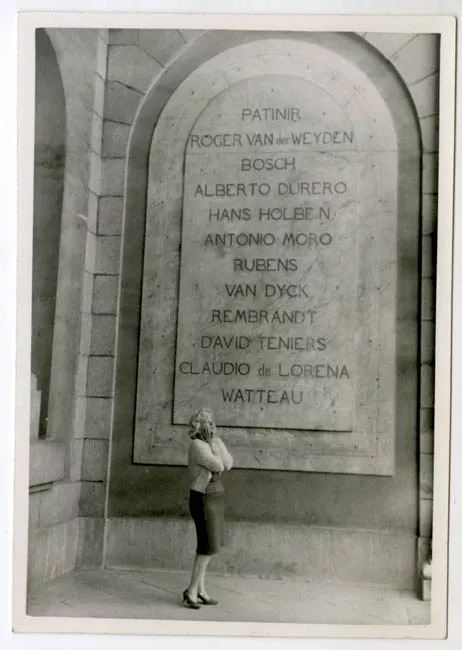 PATINIR
ROGER VAN der WEYDEN
BOSCH
ALBERTO DURERO
HANS HOLBEIN
ANTONIO MORO
RUBENS
VAN DYCK
REMBRANDT
DAVID TENIERS
CLAUDIO de LORENA
WATTEAU